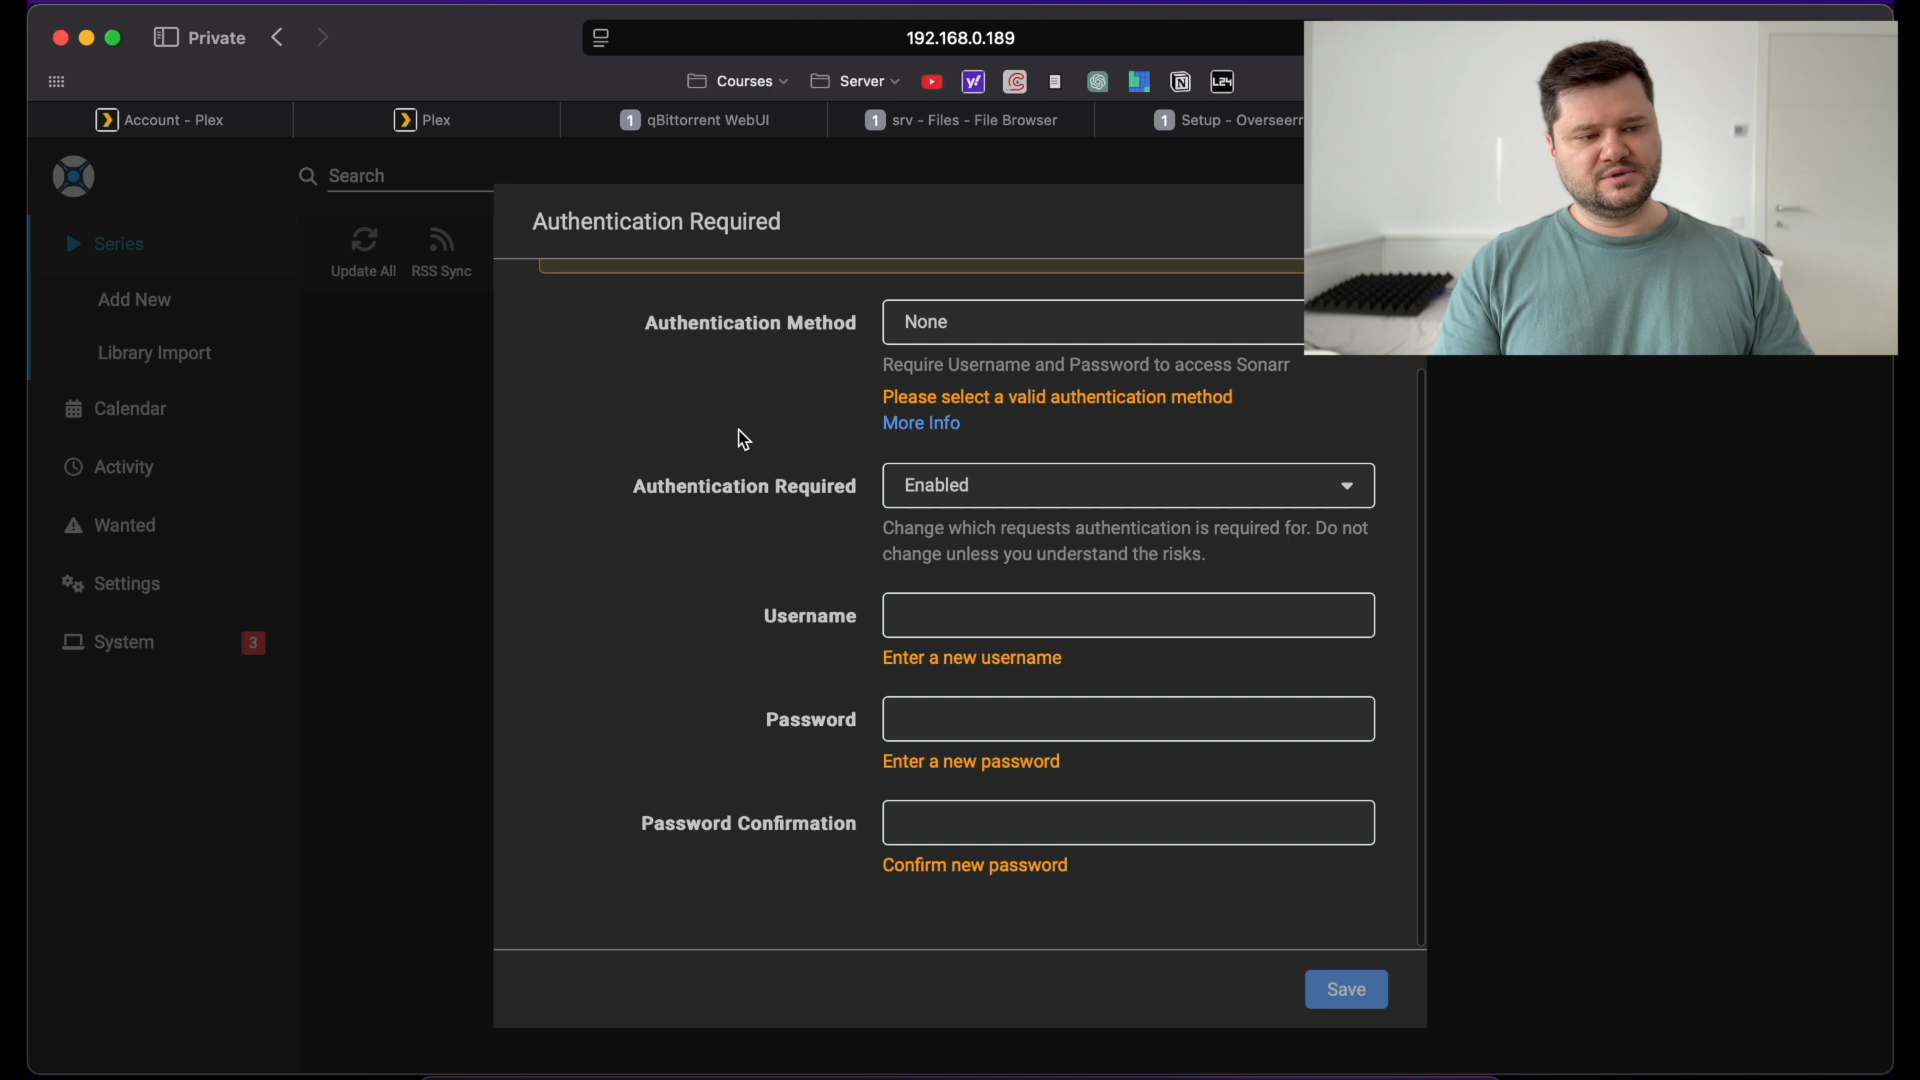 Private
192.168.0.189
Courses
Server
y!
L24
Account - Plex
Plex
1 qBittorrent WebUI
1 srv - Files - File Browser
1 Setup - Overseerr
Search
Authentication Required
Series
Update All
RSS Sync
Add New
Library Import
Calendar
Activity
Wanted
Settings
System
3
Authentication Method
None
Require Username and Password to access Sonarr
Please select a valid authentication method
More Info
Authentication Required
Enabled
Change which requests authentication is required for. Do not
change unless you understand the risks.
Username
Enter a new username
Password
Enter a new password
Password Confirmation
Confirm new password
Save